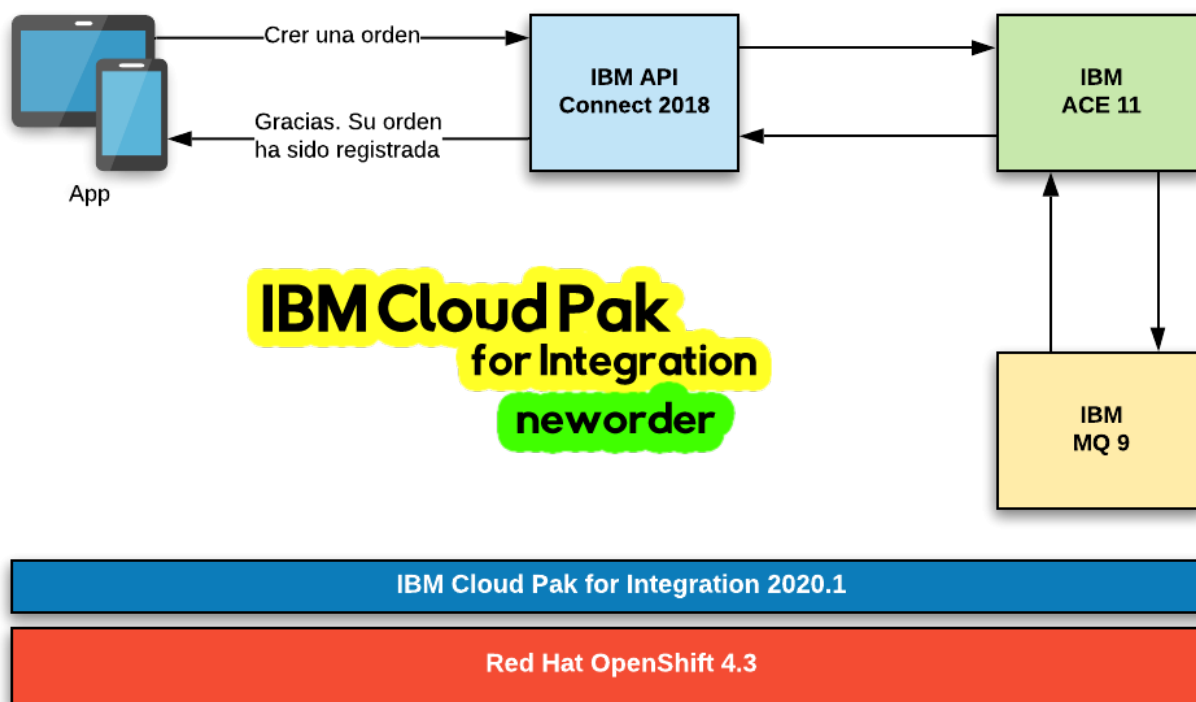 Crer una orden
IBM API
Connect 2018
IBM
ACE 11
Gracias. Su orden
ha sido registrada
App
IBM Cloud Pak
for Integration
neworder
IBM
MQ 9
IBM Cloud Pak for Integration 2020.1
Red Hat OpenShift 4.3